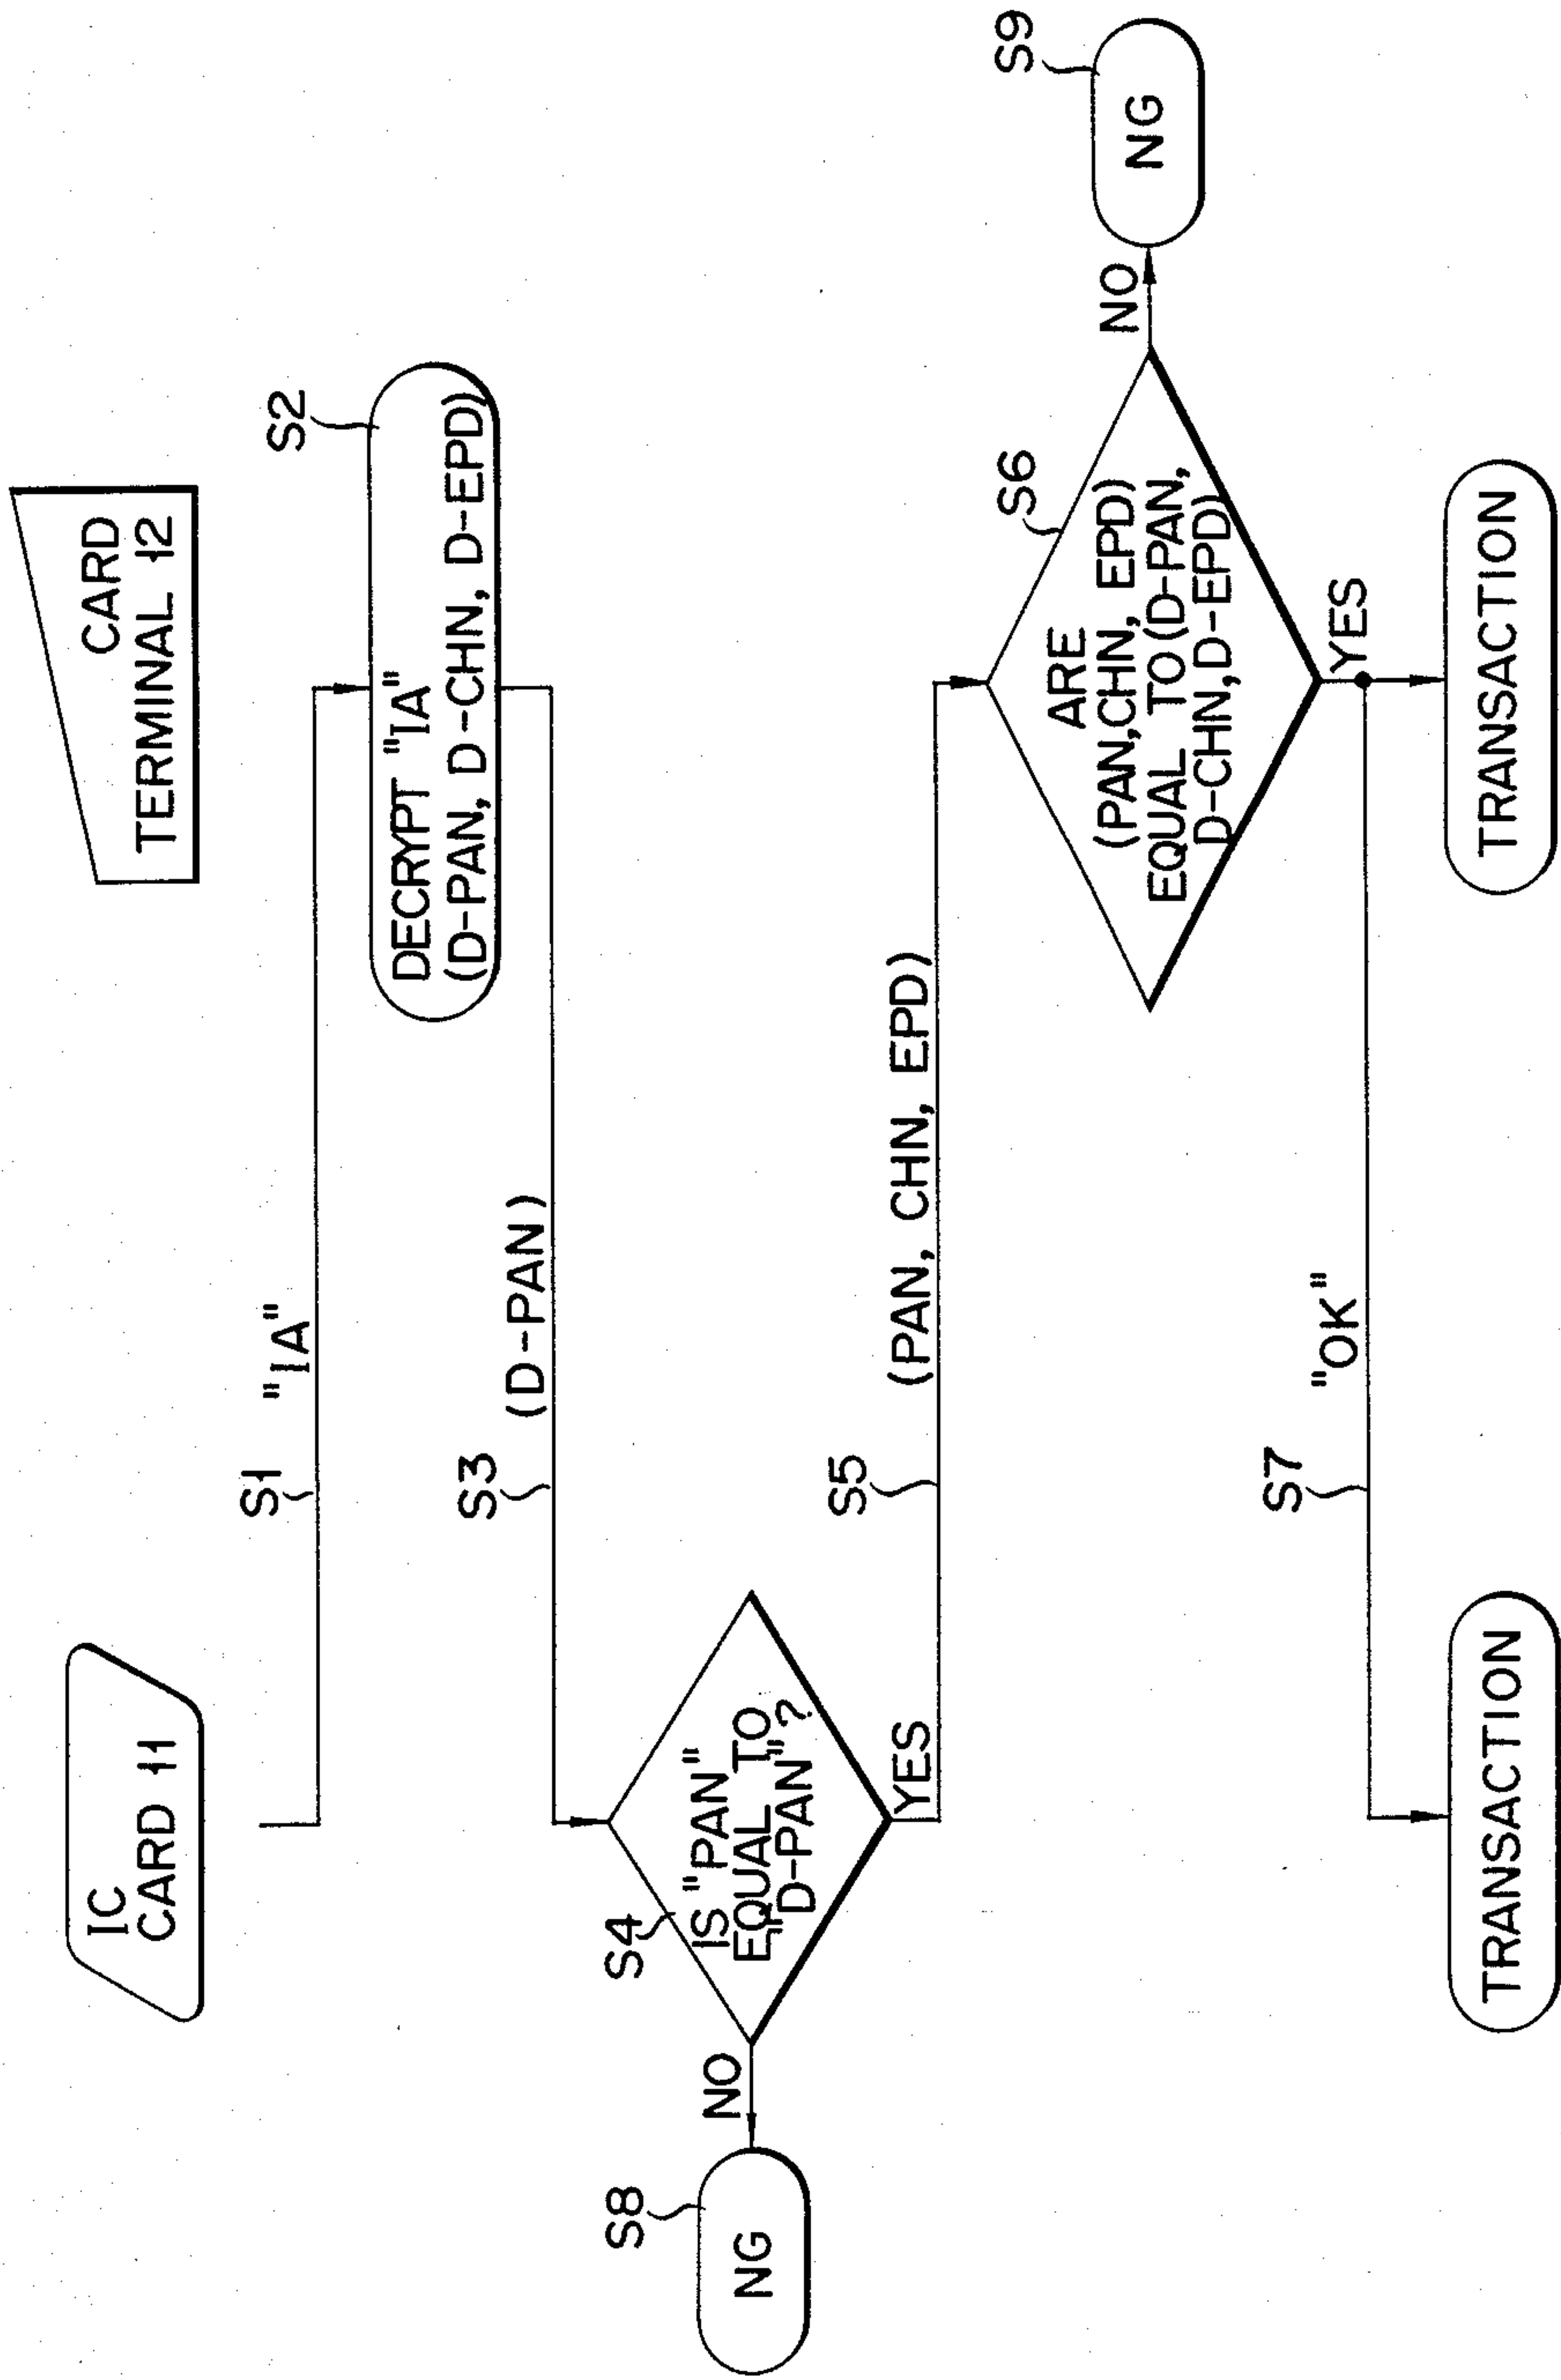 IC
CARD 11
CARD
TERMINAL 12
S1
"IA"
S2
DECRYPT "IA"
(D-PAN, D-CHN, D-EPD)
S3
(D-PAN)
S4
IS "PAN"
EQUAL TO
"D-PAN"?
NO
S8
NG
YES
S5
(PAN, CHN, EPD)
S6
ARE
(PAN,CHN, EPD)
EQUAL TO (D-PAN,
D-CHN,D-EPD)
NO
S9
NG
YES
S7
"OK"
TRANSACTION
TRANSACTION